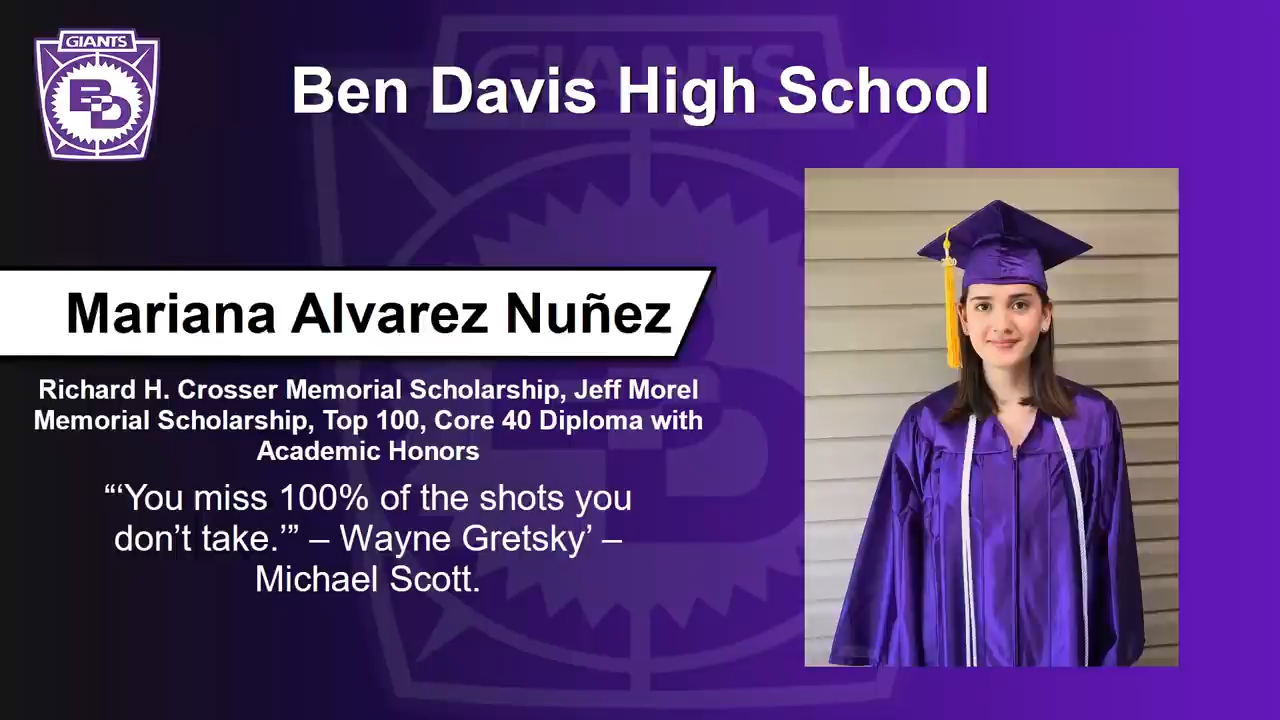 GIANTS
BD
GIANTS
Ben Davis High School
Mariana Alvarez Nuñez
Richard H. Crosser Memorial Scholarship, Jeff Morel
Memorial Scholarship, Top 100, Core 40 Diploma with
Academic Honors
“‘You miss 100% of the shots you
don’t take.’” – Wayne Gretsky’ –
Michael Scott.